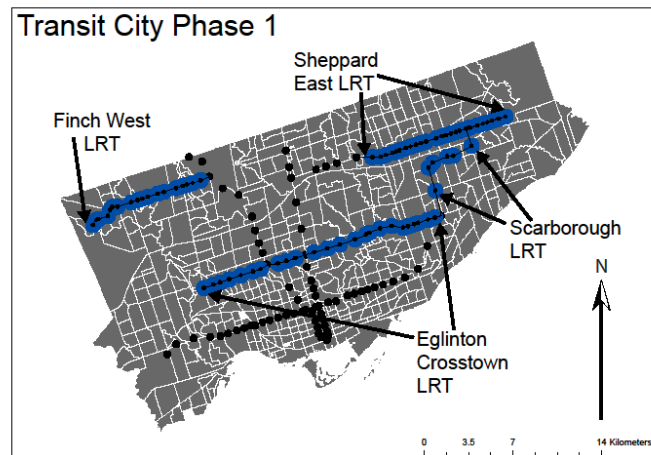 Transit City Phase 1
Sheppard
East LRT
Finch West
LRT
Scarborough
LRT
N
Eglinton
Crosstown
LRT
0 3.5 7 14 Kilometers